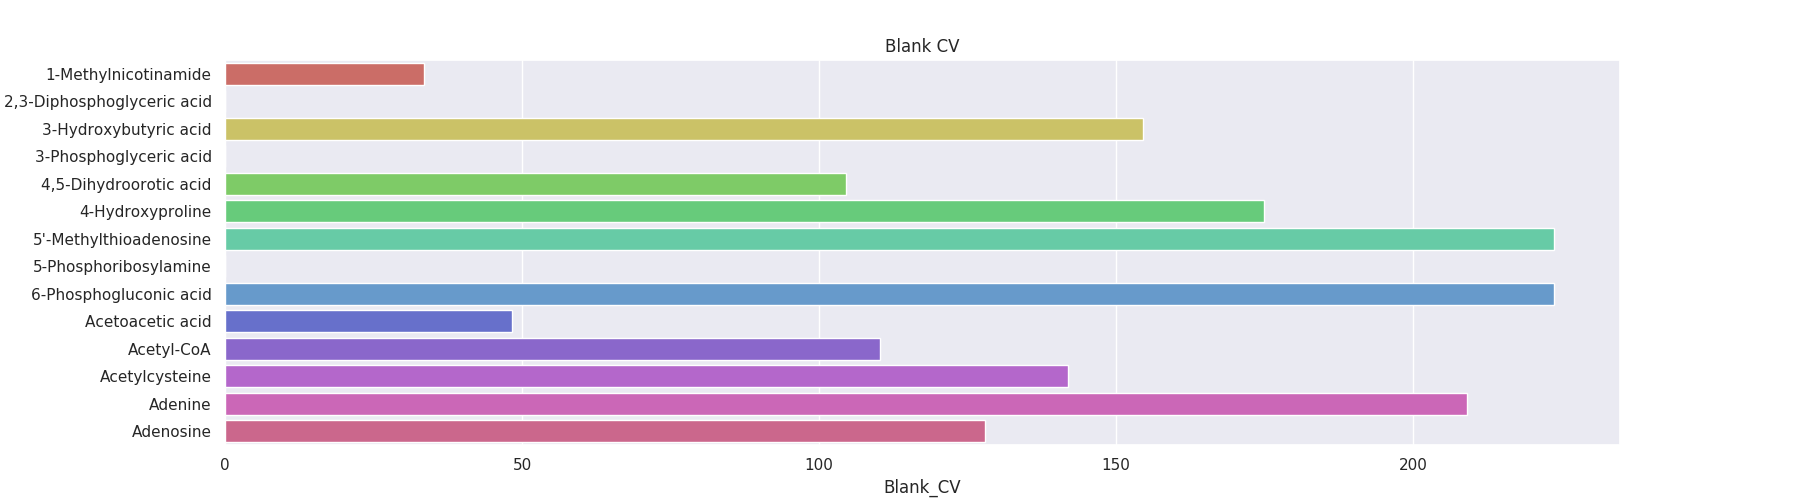 Blank CV
1-Methylnicotinamide
2,3-Diphosphoglyceric acid
3-Hydroxybutyric acid
3-Phosphoglyceric acid
4,5-Dihydroorotic acid
4-Hydroxyproline
5'-Methylthioadenosine
5-Phosphoribosylamine
6-Phosphogluconic acid
Acetoacetic acid
Acetyl-CoA
Acetylcysteine
Adenine
Adenosine
0 50 100 150 200
Blank_CV